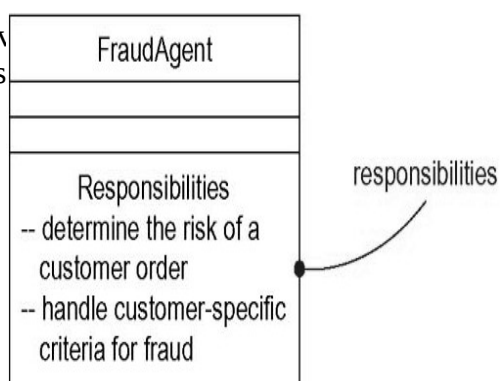 FraudAgent
Responsibilities
responsibilities
-- determine the risk of a
customer order
-- handle customer-specific
criteria for fraud